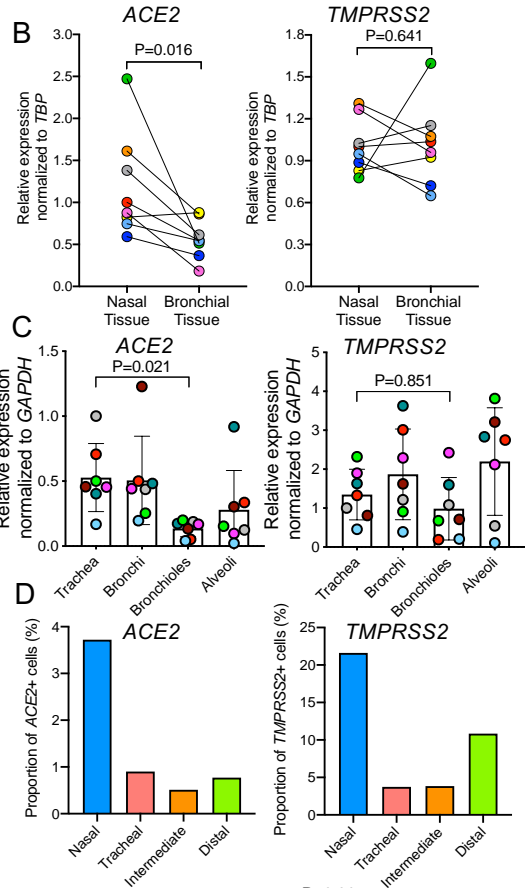 B
ACE2
TMPRSS2
Relative expression
normalized to TBP
3.0
2.5
2.0
1.5
1.0
0.5
0.0
P=0.016
Nasal
Tissue
Bronchial
Tissue
Relative expression
normalized to TBP
1.8
1.5
1.2
0.9
0.6
0.3
0.0
P=0.641
Nasal
Tissue
Bronchial
Tissue
C
ACE2
TMPRSS2
Relative expression
normalized to GAPDH
1.5
1.0
0.5
0.0
P=0.021
Trachea
Bronchi
Bronchioles
Alveoli
Relative expression
normalized to GAPDH
5
4
3
2
1
0
P=0.851
Trachea
Bronchi
Bronchioles
Alveoli
D
ACE2
TMPRSS2
Proportion of ACE2+ cells (%)
4
3
2
1
0
Nasal
Tracheal
Intermediate
Distal
Proportion of TMPRSS2+ cells (%)
25
20
15
10
5
0
Nasal
Tracheal
Intermediate
Distal